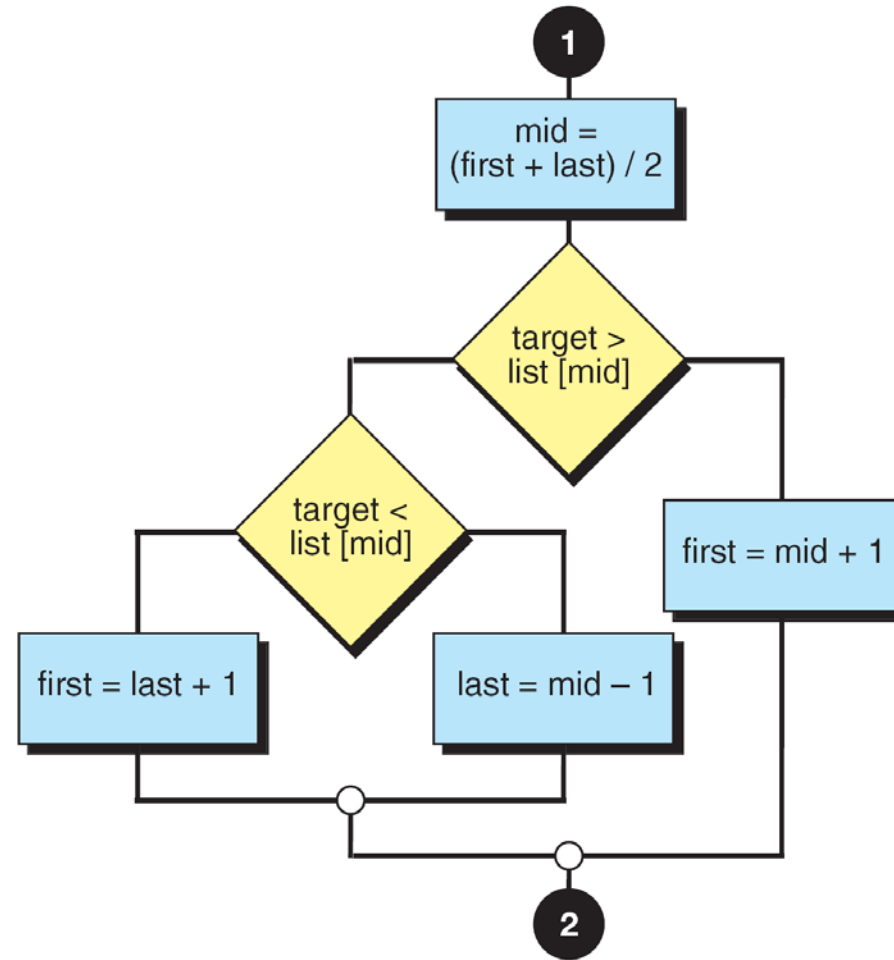 1
mid =
(first + last) / 2
target >
list [mid]
target <
list [mid]
first = mid + 1
first = last + 1
last = mid – 1
2